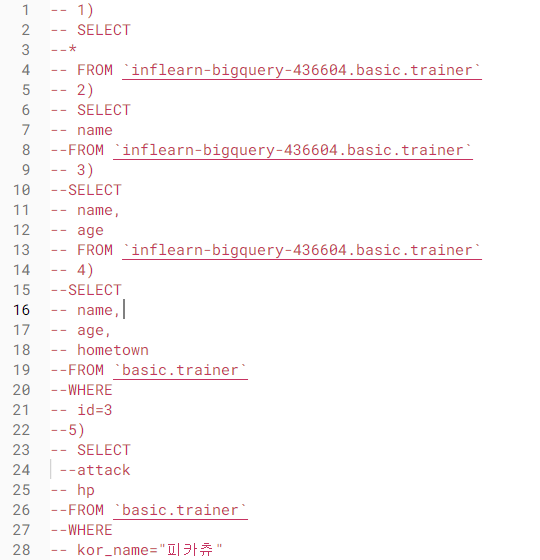 1 -- 1)
2 -- SELECT
3 --*
4 -- FROM `inflearn-bigquery-436604.basic.trainer`
5 -- 2)
6 -- SELECT
7 -- name
8 --FROM `inflearn-bigquery-436604.basic.trainer`
9 -- 3)
10 --SELECT
11 -- name,
12 -- age
13 -- FROM `inflearn-bigquery-436604.basic.trainer`
14 -- 4)
15 --SELECT
16 -- name,
17 -- age,
18 -- hometown
19 --FROM `basic.trainer`
20 --WHERE
21 -- id=3
22 --5)
23 -- SELECT
24 --attack
25 -- hp
26 --FROM `basic.trainer`
27 --WHERE
28 -- kor_name="피카츄"